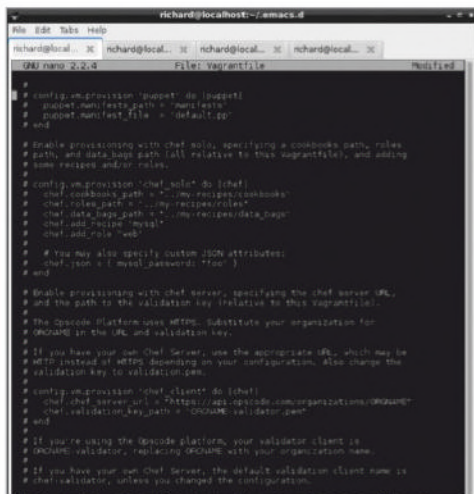 richard@localhost:~/.emacs.d
File Edit Tabs Help
richard@local... richard@local... richard@local... richard@local...
GNU nano 2.2.4 File: Vagrantfile Modified
#
# config.vm.provision "puppet" do |puppet|
#   puppet.manifests_path = "manifests"
#   puppet.manifest_file  = "default.pp"
# end
# Enable provisioning with chef solo, specifying a cookbooks path, roles
# path, and data_bags path (all relative to this Vagrantfile), and adding
# some recipes and/or roles.
#
# config.vm.provision "chef_solo" do |chef|
#   chef.cookbooks_path = "../my-recipes/cookbooks"
#   chef.roles_path = "../my-recipes/roles"
#   chef.data_bags_path = "../my-recipes/data_bags"
#   chef.add_recipe "mysql"
#   chef.add_role "web"
#
#   # You may also specify custom JSON attributes:
#   chef.json = { mysql_password: "foo" }
# end
# Enable provisioning with chef server, specifying the chef server URL,
# and the path to the validation key (relative to this Vagrantfile).
#
# The Opscode Platform uses HTTPS. Substitute your organization for
# ORGNAME in the URL and validation key.
#
# If you have your own Chef Server, use the appropriate URL, which may be
# HTTP instead of HTTPS depending on your configuration. Also change the
# validation key to validation.pem.
#
# config.vm.provision "chef_client" do |chef|
#   chef.chef_server_url = "https://api.opscode.com/organizations/ORGNAME"
#   chef.validation_key_path = "ORGNAME-validator.pem"
# end
#
# If you're using the Opscode platform, your validator client is
# ORGNAME-validator, replacing ORGNAME with your organization name.
#
# If you have your own Chef Server, the default validation client name is
# chef-validator, unless you changed the configuration.